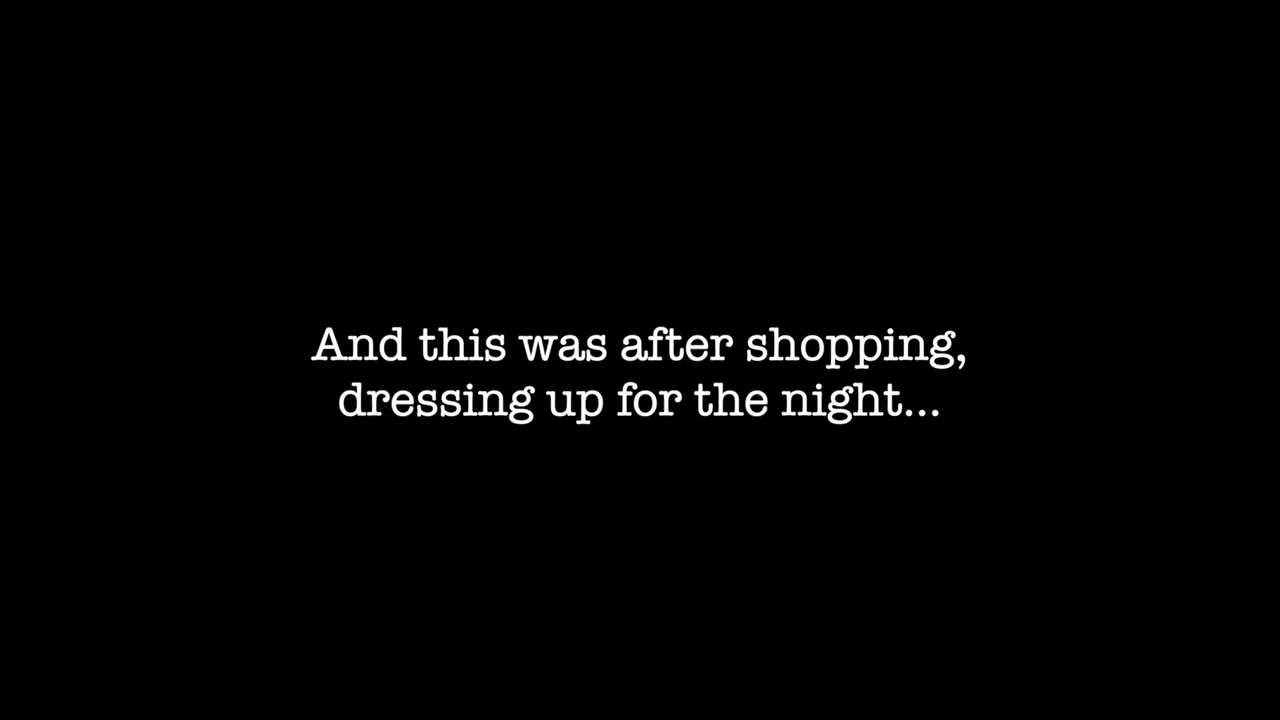 And this was after shopping,
dressing up for the night...